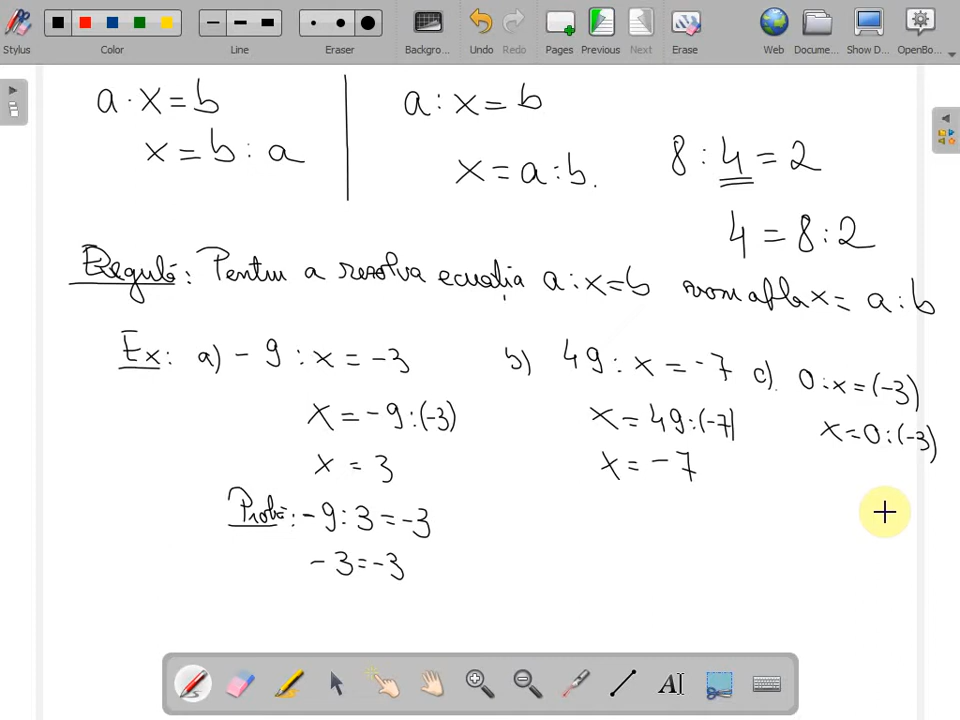 Stylus
Color
Line
Eraser
Backgro...
Undo
Redo
Pages
Previous
Next
Erase
Web
Docume...
Show D...
OpenBo...
a · x = b
x = b : a
a : x = b
x = a : b.
8 : 4 = 2
4 = 8 : 2
Regulă: Pentru a rezolva ecuația a : x = b vom afla x = a : b
Ex: a) - 9 : x = -3
x = -9 : (-3)
x = 3
Probă: - 9 : 3 = -3
- 3 = -3
b) 49 : x = -7
x = 49 : (-7)
x = -7
c). 0 : x = (-3)
x = 0 : (-3)